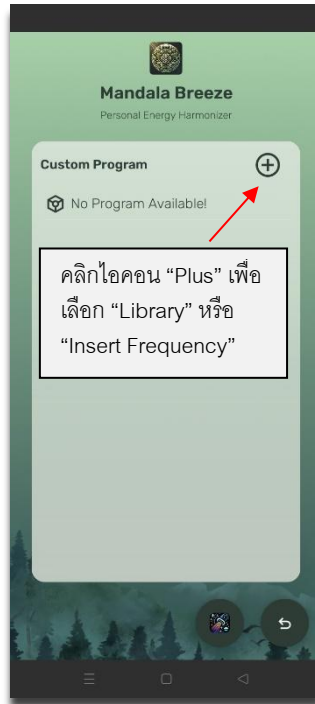 Mandala Breeze
Personal Energy Harmonizer
Custom Program
No Program Available!
คลิกไอคอน “Plus” เพื่อ
เลือก “Library” หรือ
“Insert Frequency”